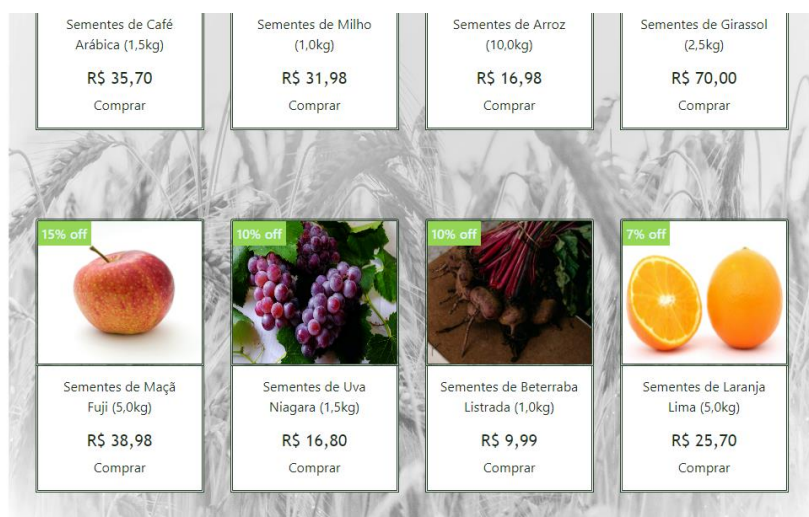 Sementes de Café
Arábica (1,5kg)
R$ 35,70
Comprar
Sementes de Milho
(1,0kg)
R$ 31,98
Comprar
Sementes de Arroz
(10,0kg)
R$ 16,98
Comprar
Sementes de Girassol
(2,5kg)
R$ 70,00
Comprar
15% off
Sementes de Maçã
Fuji (5,0kg)
R$ 38,98
Comprar
10% off
Sementes de Uva
Niagara (1,5kg)
R$ 16,80
Comprar
10% off
Sementes de Beterraba
Listrada (1,0kg)
R$ 9,99
Comprar
7% off
Sementes de Laranja
Lima (5,0kg)
R$ 25,70
Comprar